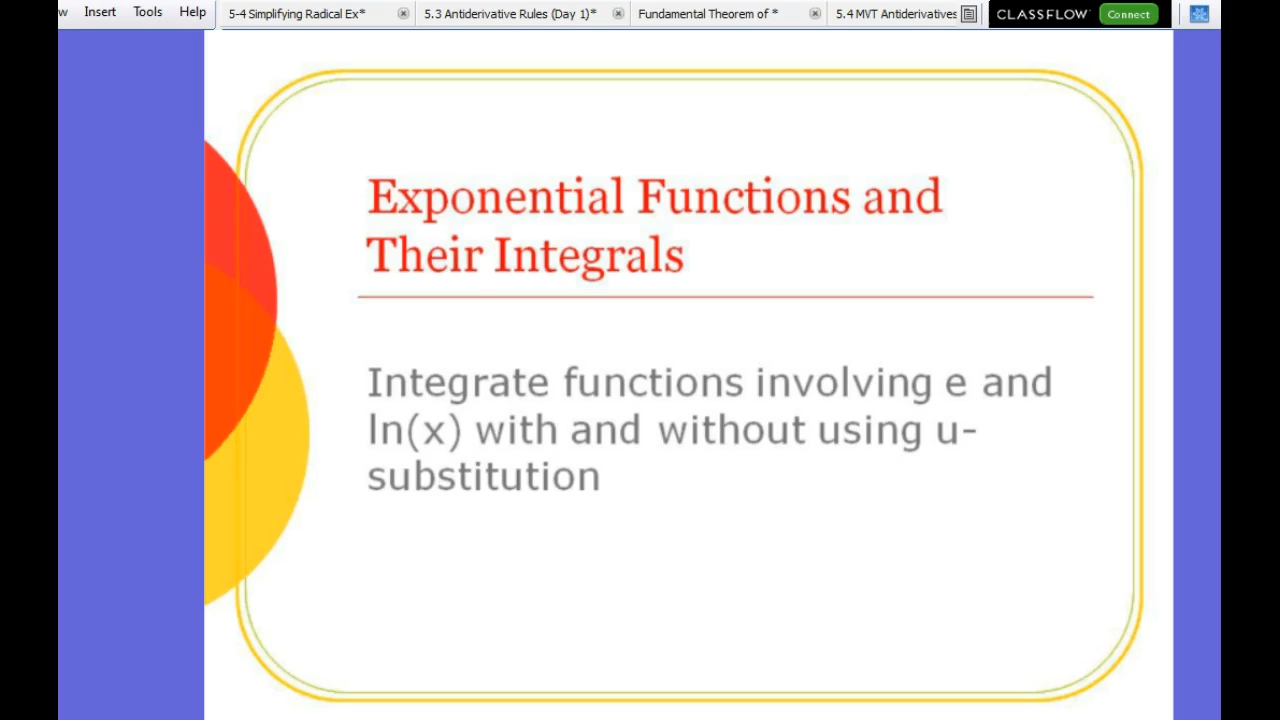 w Insert Tools Help 5-4 Simplifying Radical Ex* 5.3 Antiderivative Rules (Day 1)* Fundamental Theorem of * 5.4 MVT Antiderivatives CLASSFLOW Connect
Exponential Functions and
Their Integrals
Integrate functions involving e and
ln(x) with and without using u-
substitution